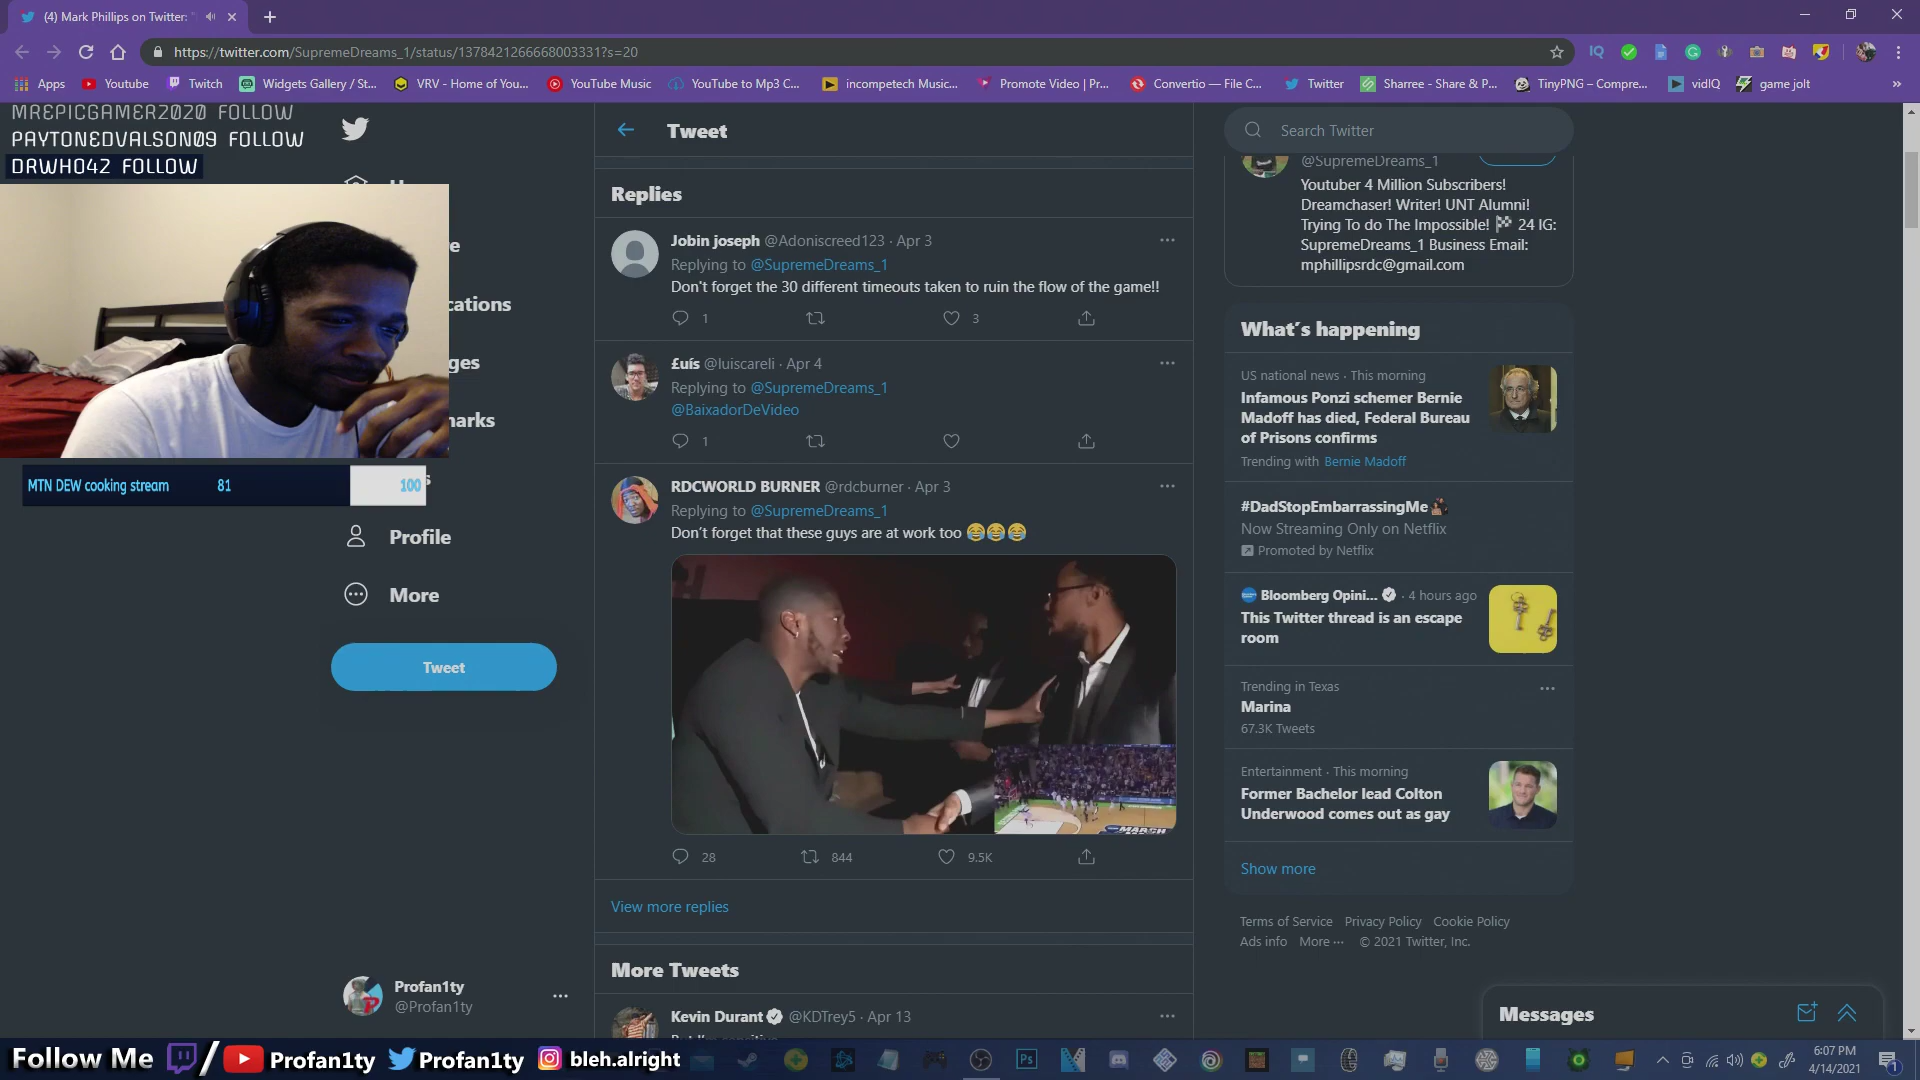 (4) Mark Phillips on Twitter:
https://twitter.com/SupremeDreams_1/status/1378421266668003331?s=20
Apps
Youtube
Twitch
Widgets Gallery / St...
VRV - Home of You...
YouTube Music
YouTube to Mp3 C...
incompetech Music...
Promote Video | Pr...
Convertio — File C...
Twitter
Sharree - Share & P...
TinyPNG – Compre...
vidIQ
game jolt
MREPICGAMER2020 FOLLOW
PAYTONEDVALSON09 FOLLOW
DRWHO42 FOLLOW
cations
ges
marks
MTN DEW cooking stream 81 100
Profile
More
Tweet
Profan1ty
@Profan1ty
Tweet
Replies
Jobin joseph @Adoniscreed123 · Apr 3
Replying to @SupremeDreams_1
Don't forget the 30 different timeouts taken to ruin the flow of the game!!
1 3
£uís @luiscareli · Apr 4
Replying to @SupremeDreams_1
@BaixadorDeVideo
1
RDCWORLD BURNER @rdcburner · Apr 3
Replying to @SupremeDreams_1
Don't forget that these guys are at work too 😂😂😂
MARCH
28 844 9.5K
View more replies
More Tweets
Kevin Durant @KDTrey5 · Apr 13
Search Twitter
@SupremeDreams_1
Youtuber 4 Million Subscribers!
Dreamchaser! Writer! UNT Alumni!
Trying To do The Impossible! 🏁 24 IG:
SupremeDreams_1 Business Email:
mphillipsrdc@gmail.com
What's happening
US national news · This morning
Infamous Ponzi schemer Bernie
Madoff has died, Federal Bureau
of Prisons confirms
Trending with Bernie Madoff
#DadStopEmbarrassingMe
Now Streaming Only on Netflix
Promoted by Netflix
Bloomberg Opini... · 4 hours ago
This Twitter thread is an escape
room
Trending in Texas
Marina
67.3K Tweets
Entertainment · This morning
Former Bachelor lead Colton
Underwood comes out as gay
Show more
Terms of Service Privacy Policy Cookie Policy
Ads info More ··· © 2021 Twitter, Inc.
Messages
Follow Me / Profan1ty Profan1ty bleh.alright
Ps
6:07 PM
4/14/2021
1